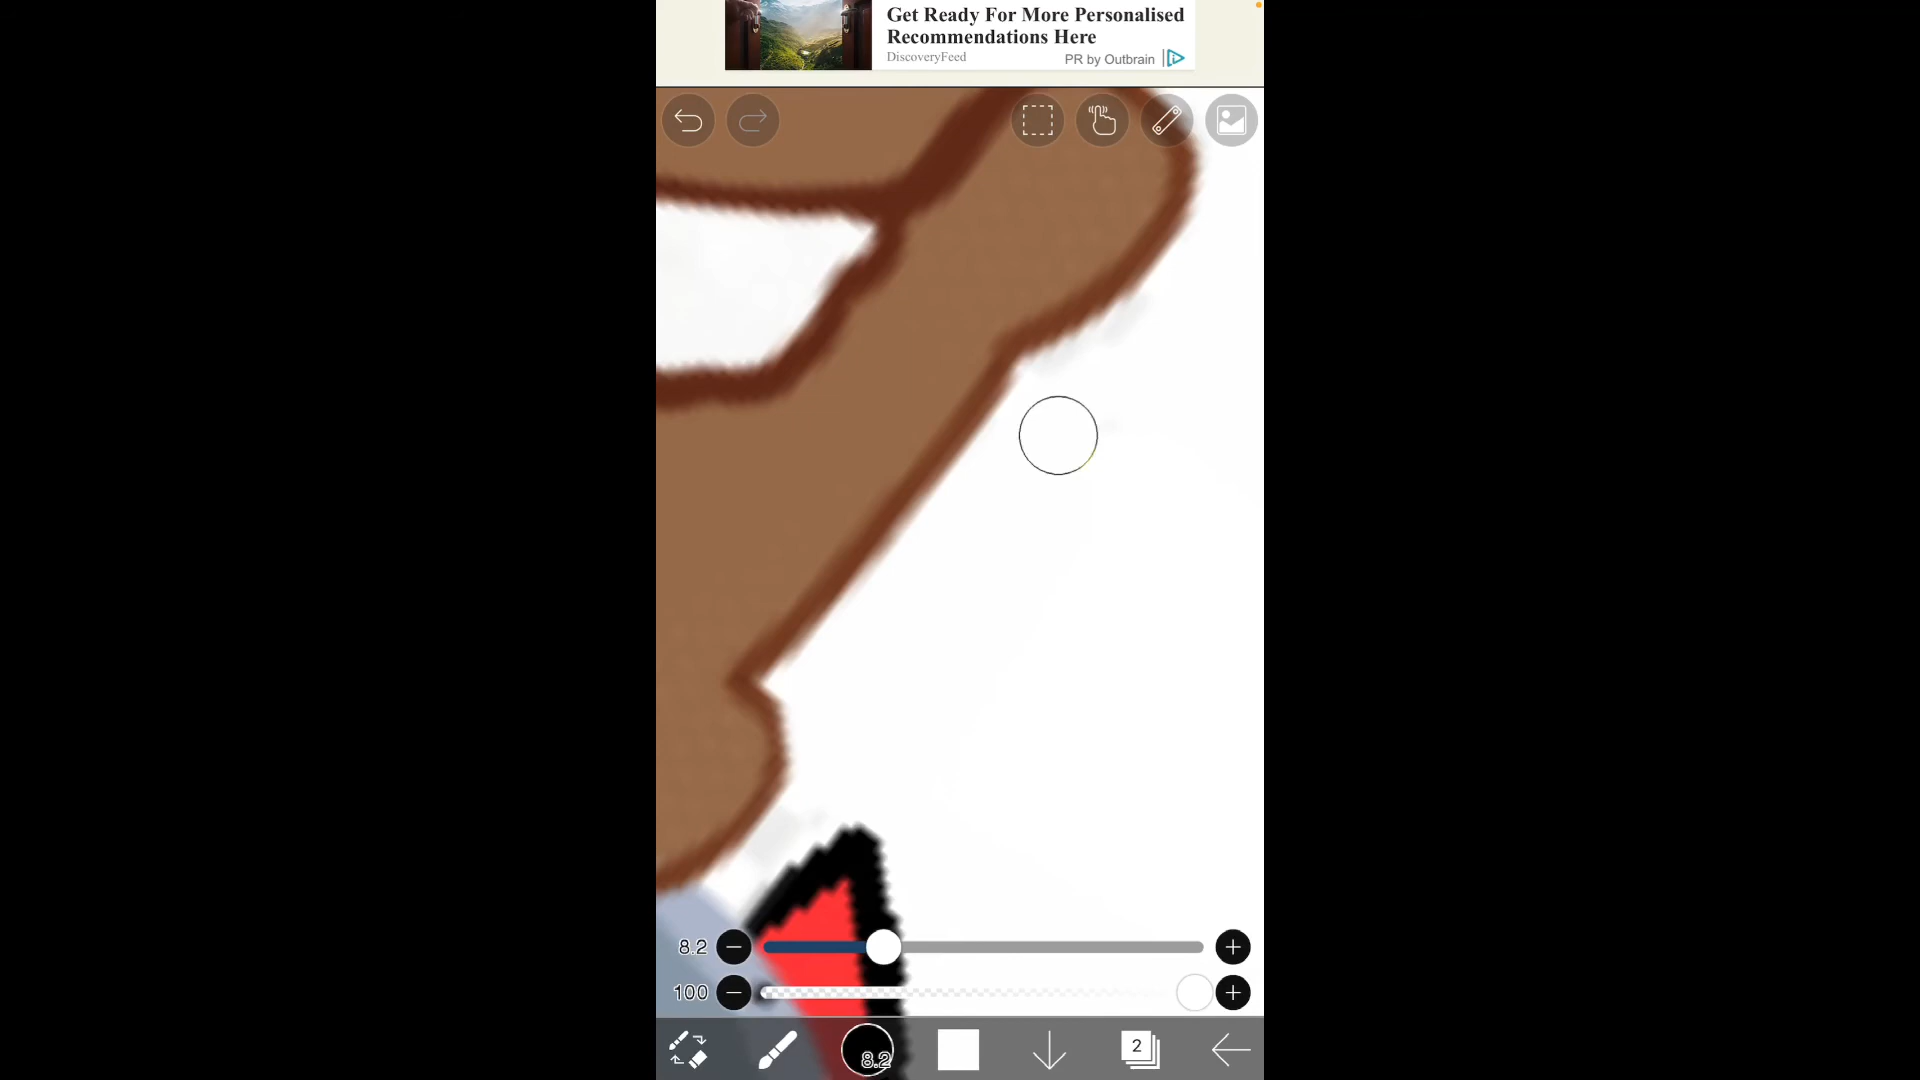 Get Ready For More Personalised
Recommendations Here
DiscoveryFeed
PR by Outbrain
8.2
100
8.2
2